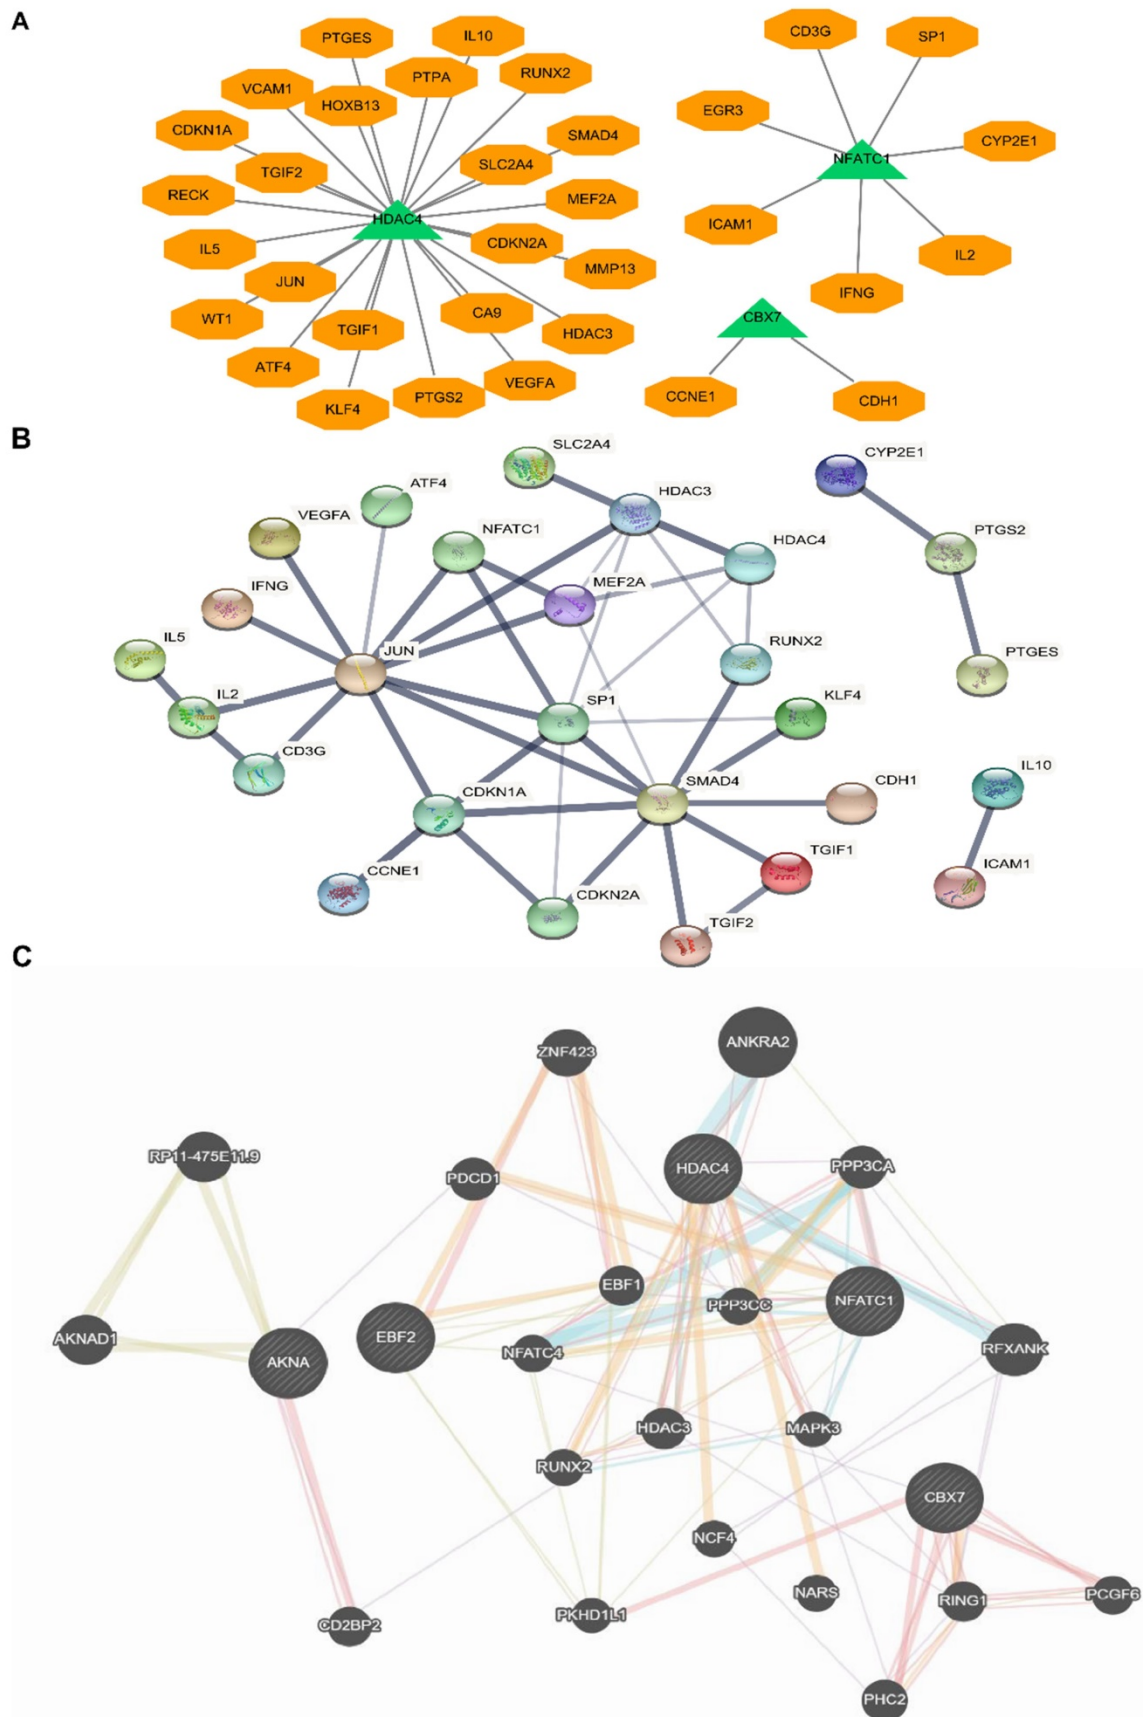 A
PTGES
IL10
PTPA
RUNX2
VCAM1
HOXB13
CDKN1A
SMAD4
SLC2A4
TGIF2
RECK
MEF2A
HDAC4
IL5
CDKN2A
MMP13
JUN
WT1
TGIF1
CA9
HDAC3
ATF4
VEGFA
PTGS2
KLF4
CD3G
SP1
EGR3
CYP2E1
NFATC1
ICAM1
IL2
IFNG
CBX7
CCNE1
CDH1
B
SLC2A4
CYP2E1
ATF4
HDAC3
VEGFA
NFATC1
PTGS2
HDAC4
IFNG
MEF2A
IL5
JUN
RUNX2
PTGES
IL2
SP1
KLF4
CD3G
CDKN1A
SMAD4
CDH1
IL10
TGIF1
CCNE1
CDKN2A
ICAM1
TGIF2
C
ANKRA2
ZNF423
RP11-475E11.9
HDAC4
PPP3CA
PDCD1
EBF1
PPP3CC
NFATC1
EBF2
AKNAD1
NFATC4
RFXANK
AKNA
HDAC3
MAPK3
RUNX2
CBX7
NCF4
NARS
RING1
PCGF6
PKHD1L1
CD2BP2
PHC2